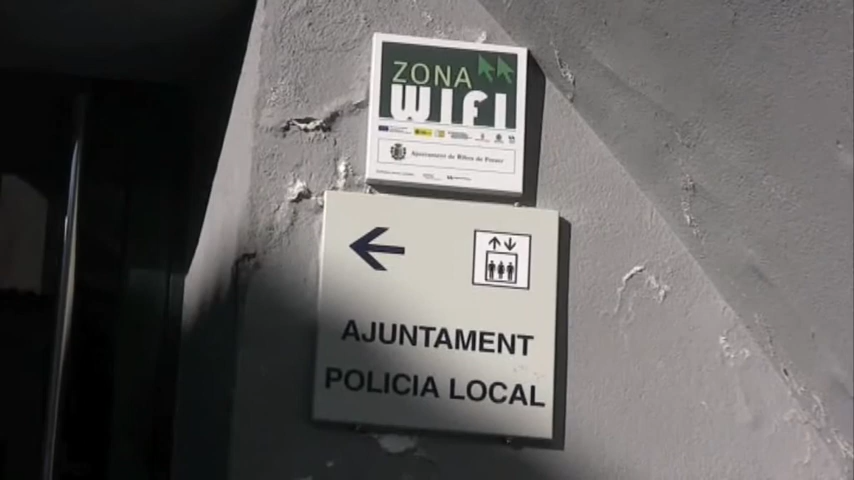 ZONA
WIFI
Ajuntament de Ribes de Freser
AJUNTAMENT
POLICIA LOCAL